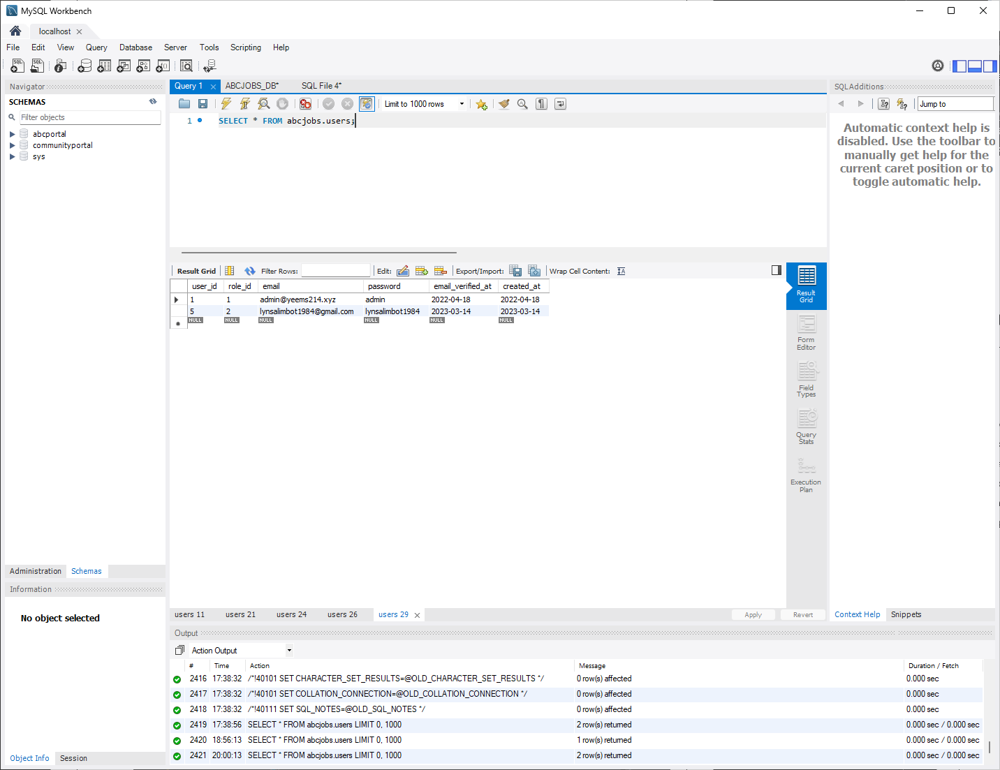 MySQL Workbench
localhost
File Edit View Query Database Server Tools Scripting Help
Navigator
SCHEMAS
Filter objects
abcportal
communityportal
sys
Administration Schemas
Information
No object selected
Object Info Session
Query 1 ABCJOBS_DB* SQL File 4*
Limit to 1000 rows
1 SELECT * FROM abcjobs.users;
Result Grid Filter Rows: Edit: Export/Import: Wrap Cell Content:
user_id role_id email password email_verified_at created_at
1 1 admin@yeems214.xyz admin 2022-04-18 2022-04-18
5 2 lynsalimbot1984@gmail.com lynsalimbot1984 2023-03-14 2023-03-14
NULL NULL NULL NULL NULL NULL
Result
Grid
Form
Editor
Field
Types
Query
Stats
Execution
Plan
users 11 users 21 users 24 users 26 users 29
Apply Revert
SQLAdditions
Jump to
Automatic context help is
disabled. Use the toolbar to
manually get help for the
current caret position or to
toggle automatic help.
Context Help Snippets
Output
Action Output
# Time Action Message Duration / Fetch
2416 17:38:32 /*!40101 SET CHARACTER_SET_RESULTS=@OLD_CHARACTER_SET_RESULTS */ 0 row(s) affected 0.000 sec
2417 17:38:32 /*!40101 SET COLLATION_CONNECTION=@OLD_COLLATION_CONNECTION */ 0 row(s) affected 0.000 sec
2418 17:38:32 /*!40111 SET SQL_NOTES=@OLD_SQL_NOTES */ 0 row(s) affected 0.000 sec
2419 17:38:56 SELECT * FROM abcjobs.users LIMIT 0, 1000 2 row(s) returned 0.000 sec / 0.000 sec
2420 18:56:13 SELECT * FROM abcjobs.users LIMIT 0, 1000 1 row(s) returned 0.000 sec / 0.000 sec
2421 20:00:13 SELECT * FROM abcjobs.users LIMIT 0, 1000 2 row(s) returned 0.000 sec / 0.000 sec